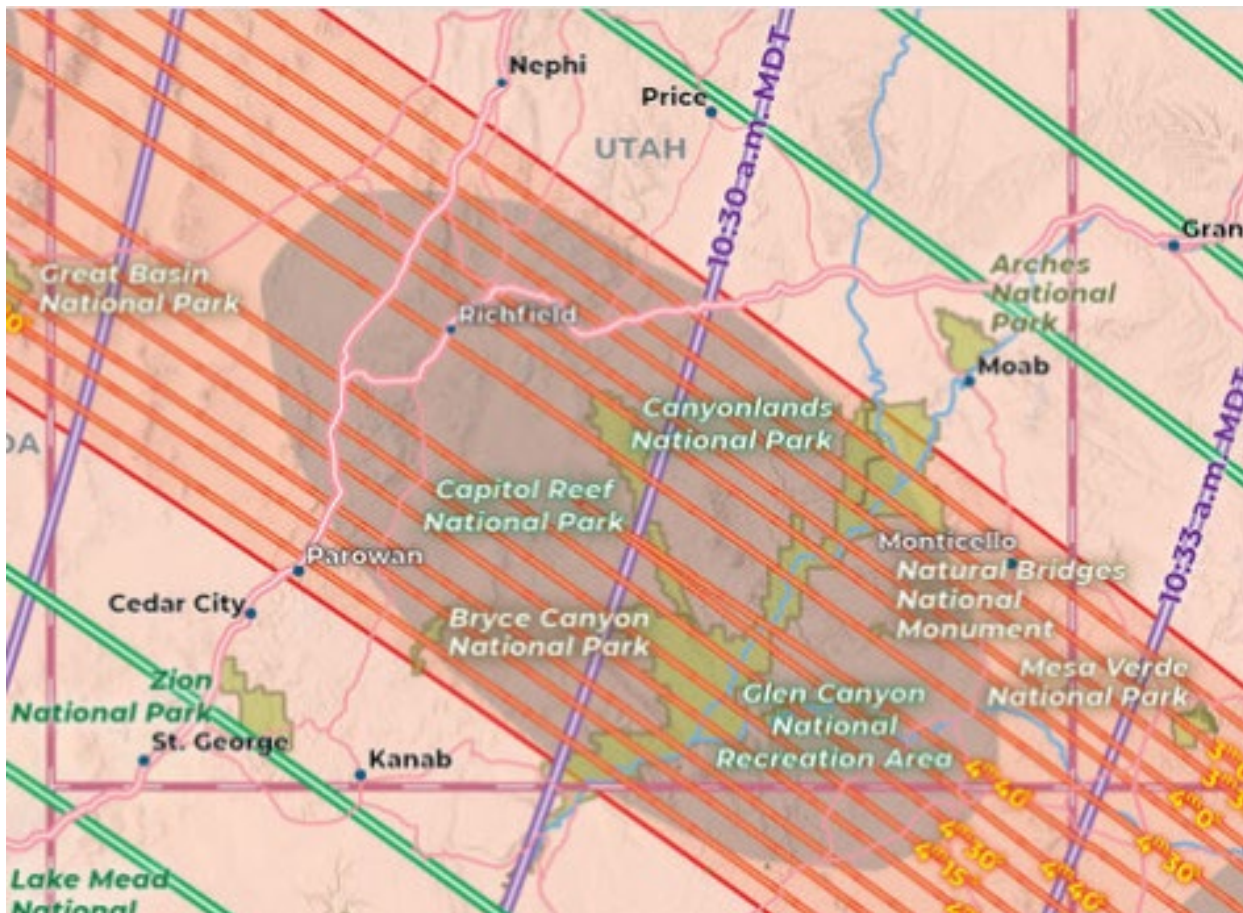 Nephi
Price
UTAH
10:30 a.m. MDT
Gran
Great Basin
National Park
Arches
National
Park
Richfield
Moab
Canyonlands
National Park
10:33 a.m. MDT
DA
Capitol Reef
National Park
Parowan
Monticello
Natural Bridges
National
Monument
Cedar City
Bryce Canyon
National Park
Mesa Verde
National Park
Zion
National Park
Glen Canyon
National
Recreation Area
St. George
Kanab
4ᵐ40ˢ
4ᵐ0ˢ
4ᵐ30ˢ
4ᵐ15ˢ
4ᵐ40ˢ
4ᵐ30ˢ
Lake Mead
National